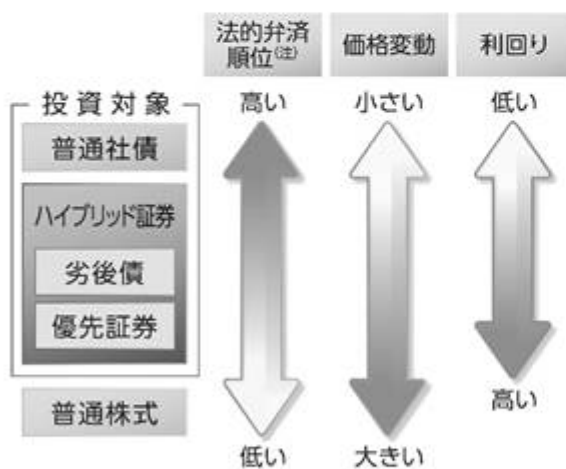 法的弁済
順位(注)
価格変動
利回り
高い
小さい
低い
投資対象
普通社債
ハイブリッド証券
劣後債
優先証券
普通株式
高い
低い
大きい